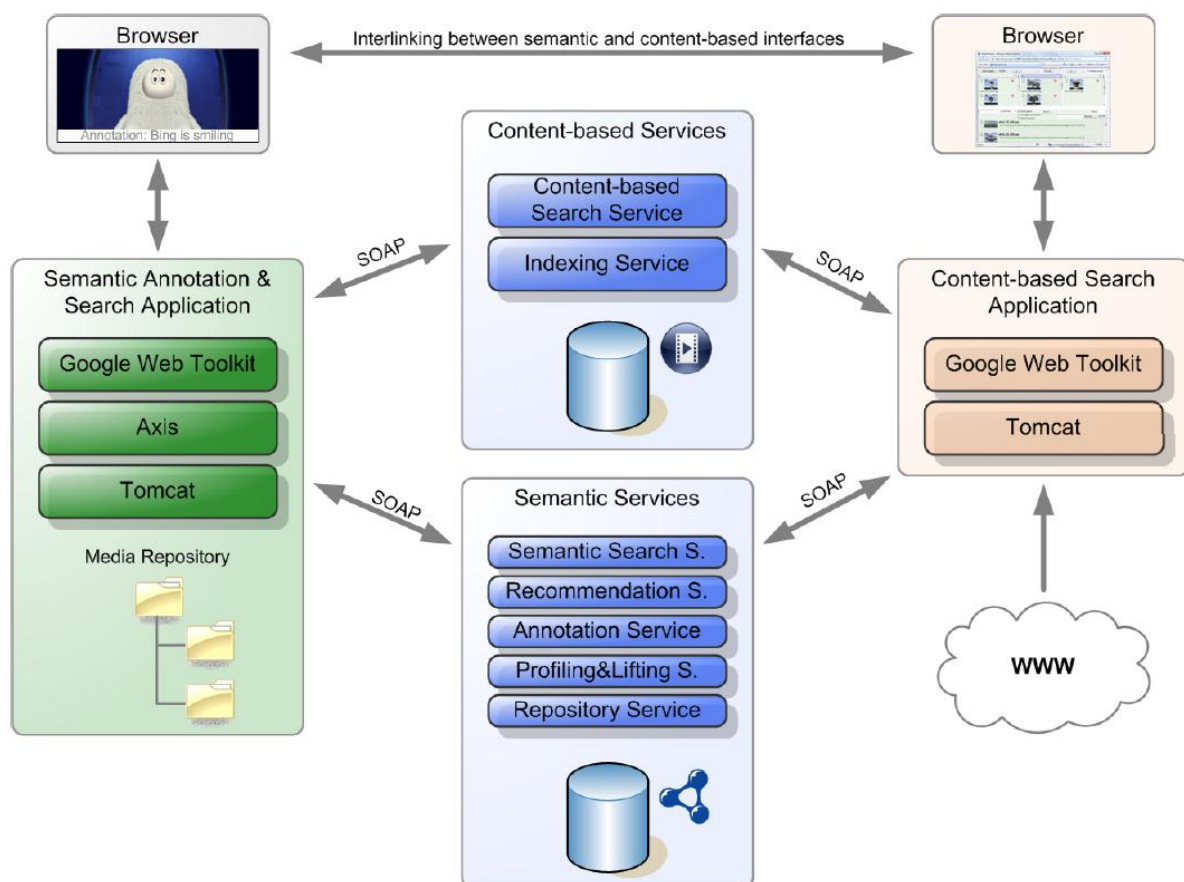 Browser
Annotation: Bing is smiling
Interlinking between semantic and content-based interfaces
Browser
Content-based Services
Content-based
Search Service
Indexing Service
SOAP
SOAP
Semantic Annotation &
Search Application
Google Web Toolkit
Axis
Tomcat
Media Repository
Content-based Search
Application
Google Web Toolkit
Tomcat
SOAP
SOAP
Semantic Services
Semantic Search S.
Recommendation S.
Annotation Service
Profiling&Lifting S.
Repository Service
WWW